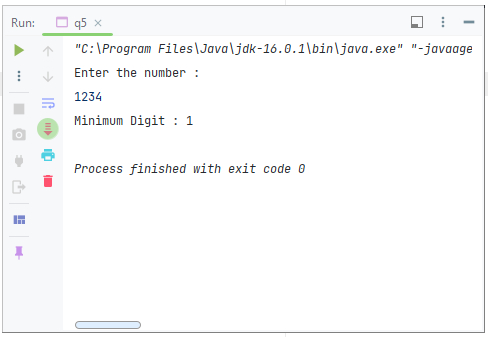 Run: q5
"C:\Program Files\Java\jdk-16.0.1\bin\java.exe" "-javaage
Enter the number :
1234
Minimum Digit : 1
Process finished with exit code 0